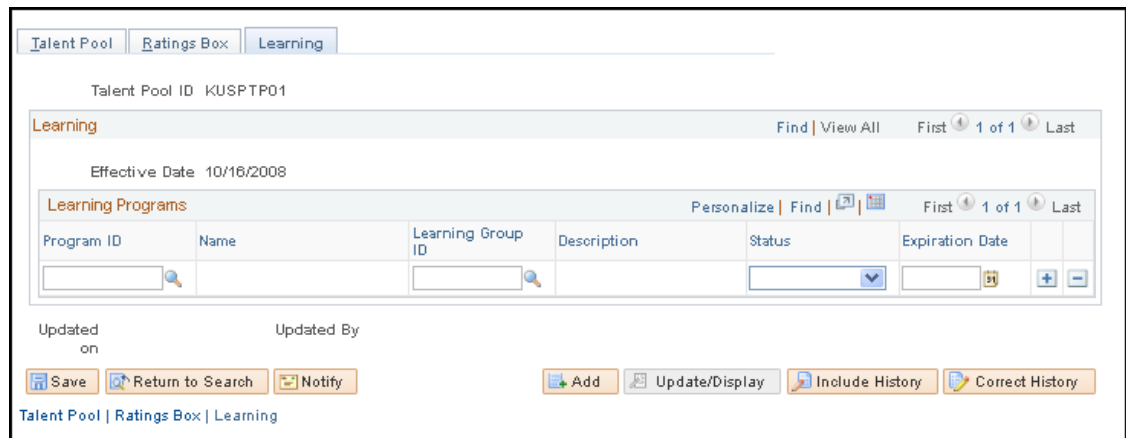 Talent Pool Ratings Box Learning
Talent Pool ID KUSPTP01
Learning Find | View All First 1 of 1 Last
Effective Date 10/16/2008
Learning Programs Personalize | Find | | First 1 of 1 Last
Program ID Name Learning Group ID Description Status Expiration Date
Updated on Updated By
Save Return to Search Notify Add Update/Display Include History Correct History
Talent Pool | Ratings Box | Learning